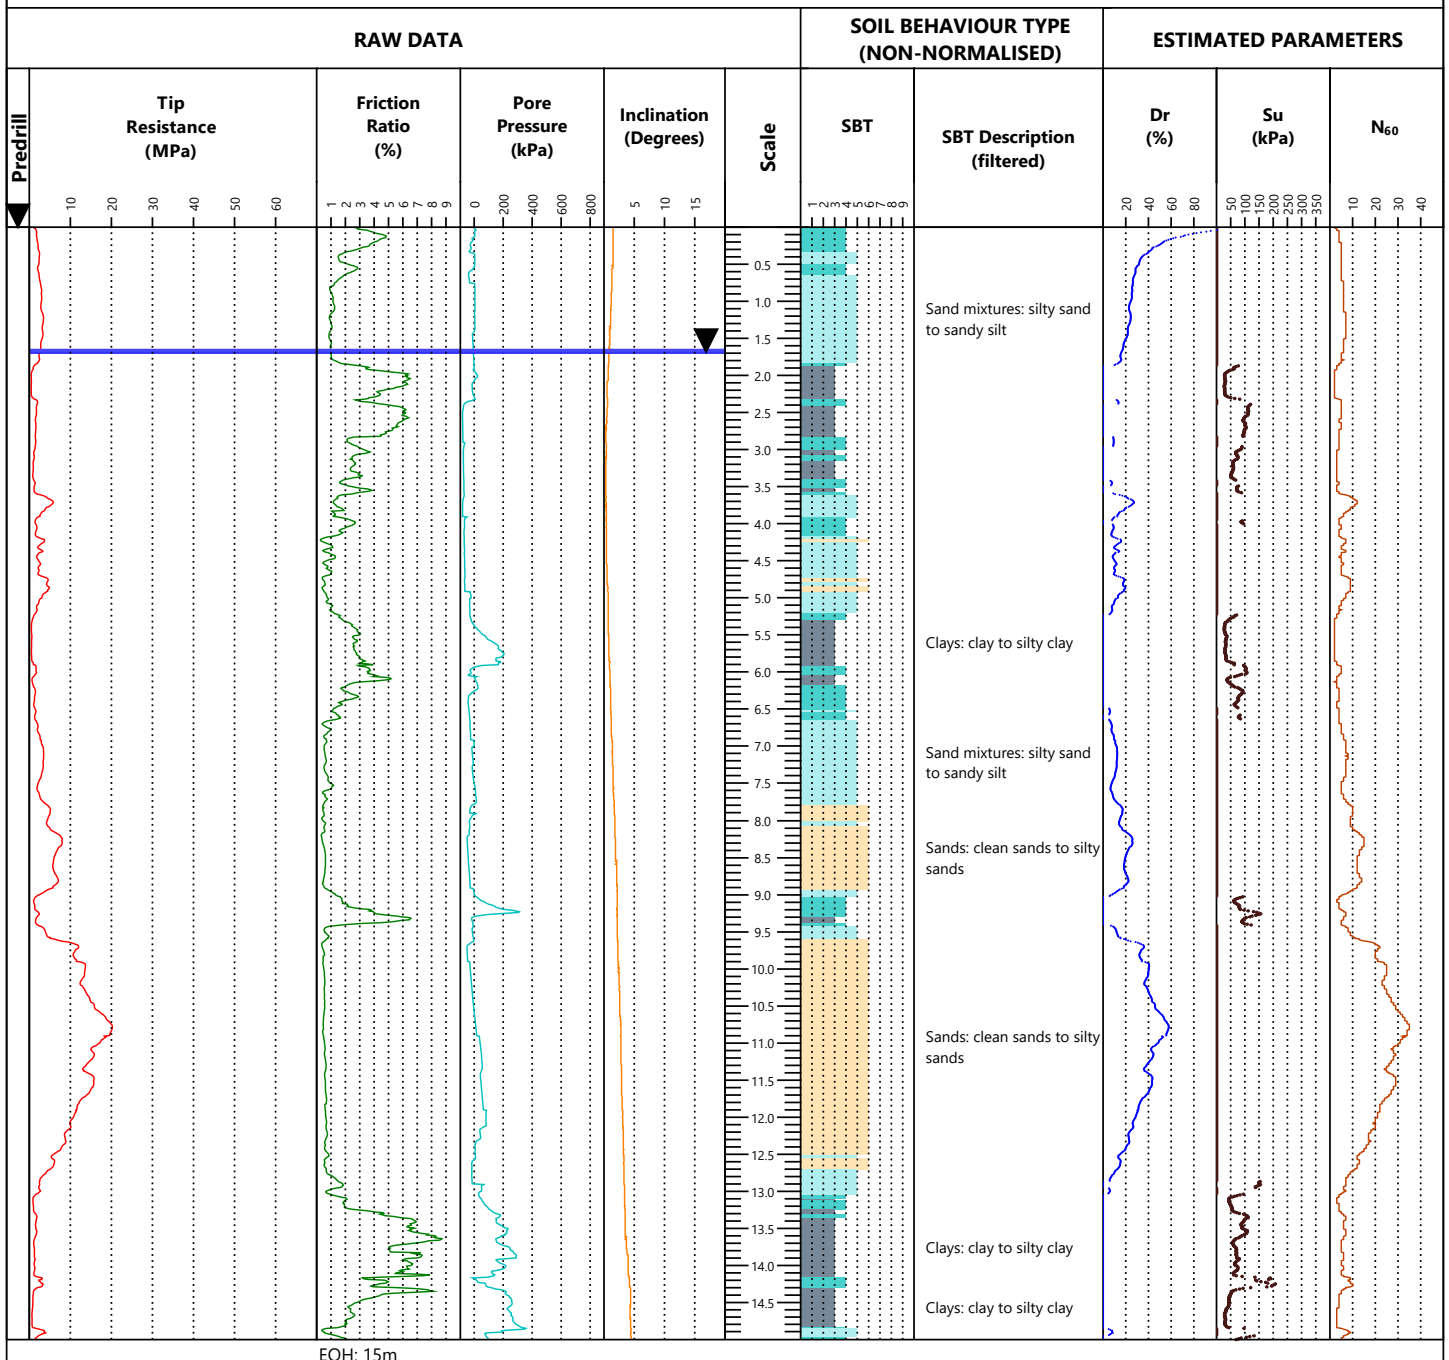 RAW DATA
SOIL BEHAVIOUR TYPE
(NON-NORMALISED)
ESTIMATED PARAMETERS
Predrill
Tip
Resistance
(MPa)
Friction
Ratio
(%)
Pore
Pressure
(kPa)
Inclination
(Degrees)
Scale
SBT
SBT Description
(filtered)
Dr
(%)
Su
(kPa)
N₆₀
10 20 30 40 50 60
1 2 3 4 5 6 7 8 9
0 200 400 600 800
5 10 15
1 2 3 4 5 6 7 8 9
20 40 60 80
50 100 150 200 250 300 350
10 20 30 40
0.5
1.0
1.5
2.0
2.5
3.0
3.5
4.0
4.5
5.0
5.5
6.0
6.5
7.0
7.5
8.0
8.5
9.0
9.5
10.0
10.5
11.0
11.5
12.0
12.5
13.0
13.5
14.0
14.5
Sand mixtures: silty sand
to sandy silt
Clays: clay to silty clay
Sand mixtures: silty sand
to sandy silt
Sands: clean sands to silty
sands
Sands: clean sands to silty
sands
Clays: clay to silty clay
Clays: clay to silty clay
EOH: 15m